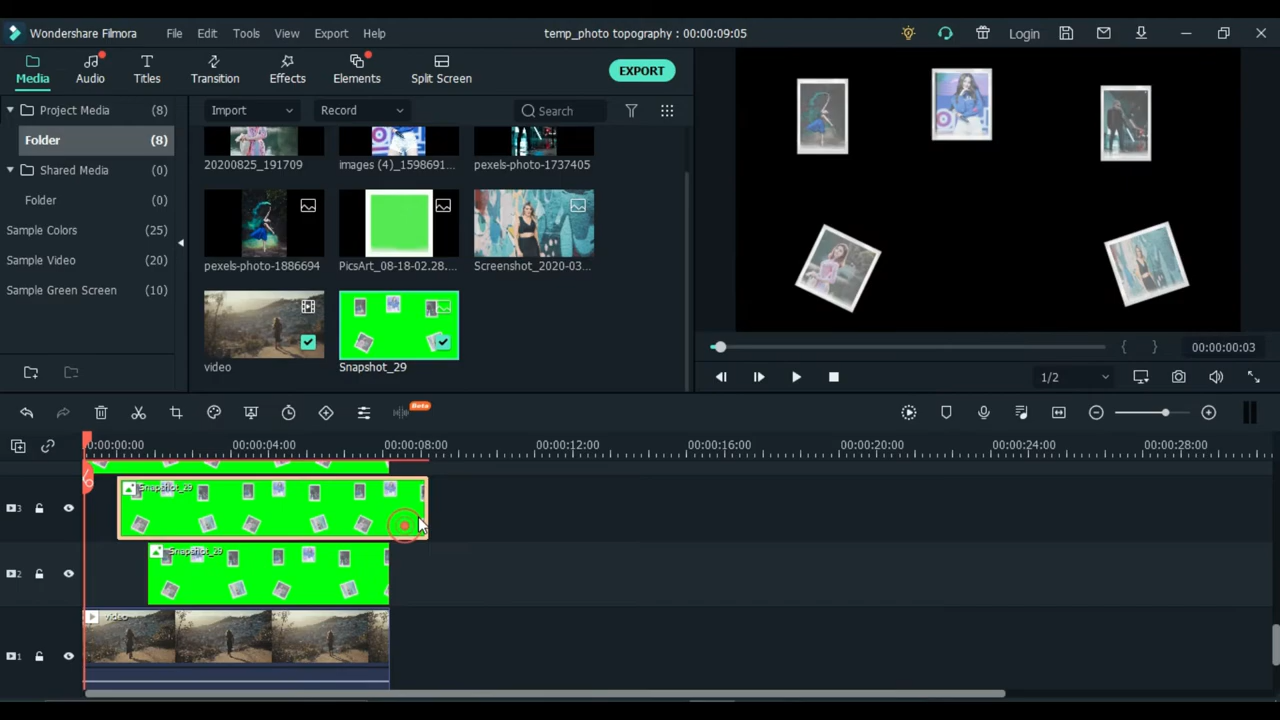 Wondershare Filmora File Edit Tools View Export Help temp_photo topography : 00:00:09:05 Login
Media Audio Titles Transition Effects Elements Split Screen EXPORT
Project Media (8) Import Record Search
Folder (8)
20200825_191709 images (4)_1598691... pexels-photo-1737405
Shared Media (0)
Folder (0)
Sample Colors (25)
Sample Video (20)
pexels-photo-1886694 PicsArt_08-18-02.28.... Screenshot_2020-03...
Sample Green Screen (10)
video Snapshot_29
00:00:00:03
1/2
Beta
00:00:00:00 00:00:04:00 00:00:08:00 00:00:12:00 00:00:16:00 00:00:20:00 00:00:24:00 00:00:28:00
Snapshot_29
3
Snapshot_29
2
video
1